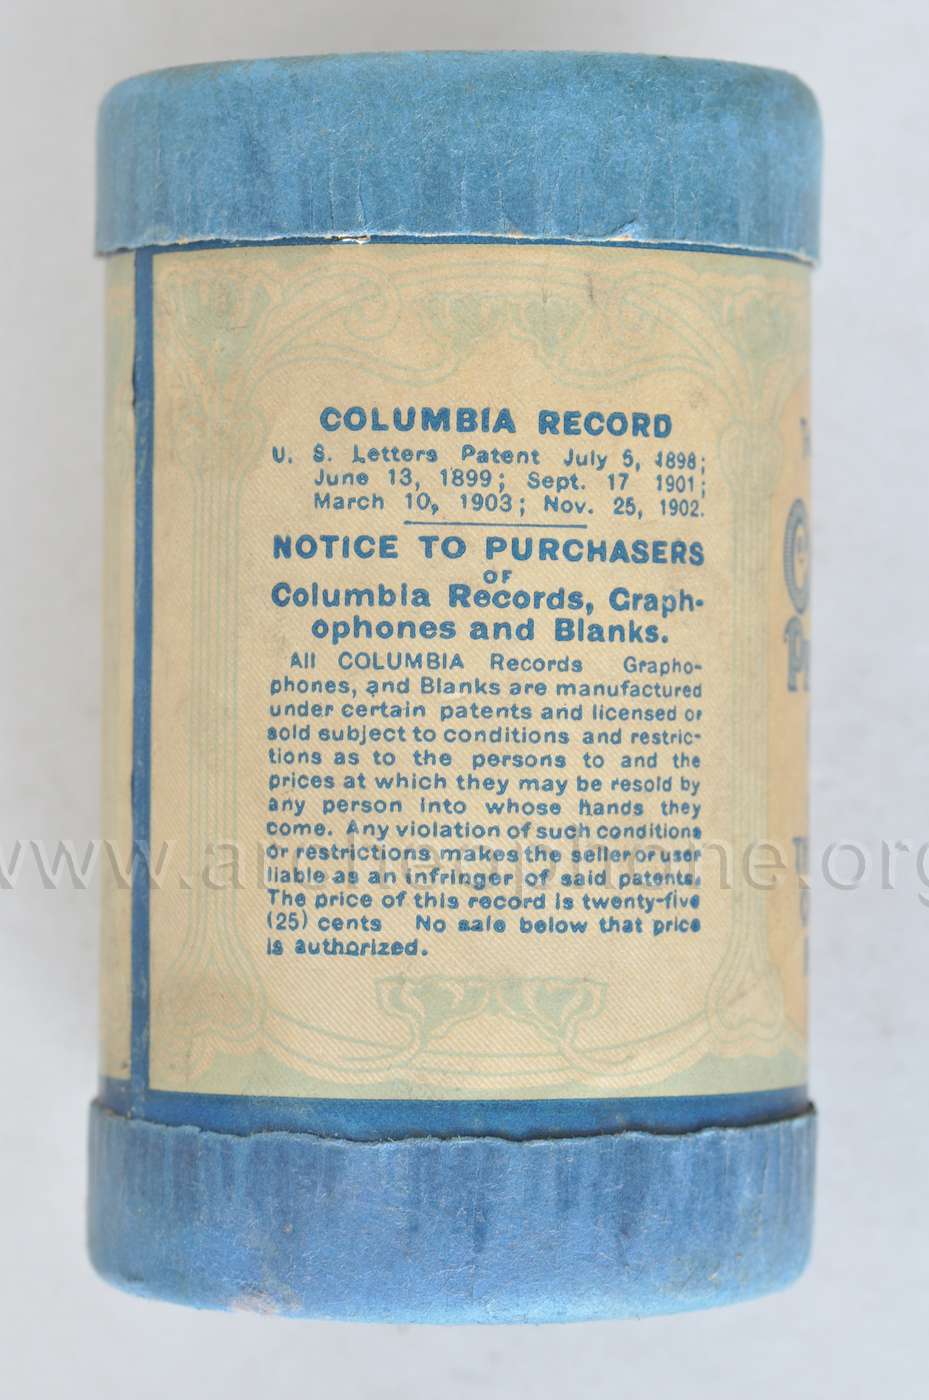 COLUMBIA RECORD
U. S. Letters Patent July 5, 1898;
June 13, 1899; Sept. 17 1901;
March 10, 1903; Nov. 25, 1902.
NOTICE TO PURCHASERS
OF
Columbia Records, Graph-
ophones and Blanks.
All COLUMBIA Records Grapho-
phones, and Blanks are manufactured
under certain patents and licensed or
sold subject to conditions and restric-
tions as to the persons to and the
prices at which they may be resold by
any person into whose hands they
come. Any violation of such conditions
or restrictions makes the seller or user
liable as an infringer of said patents.
The price of this record is twenty-five
(25) cents No sale below that price
is authorized.
www.archeophone.org